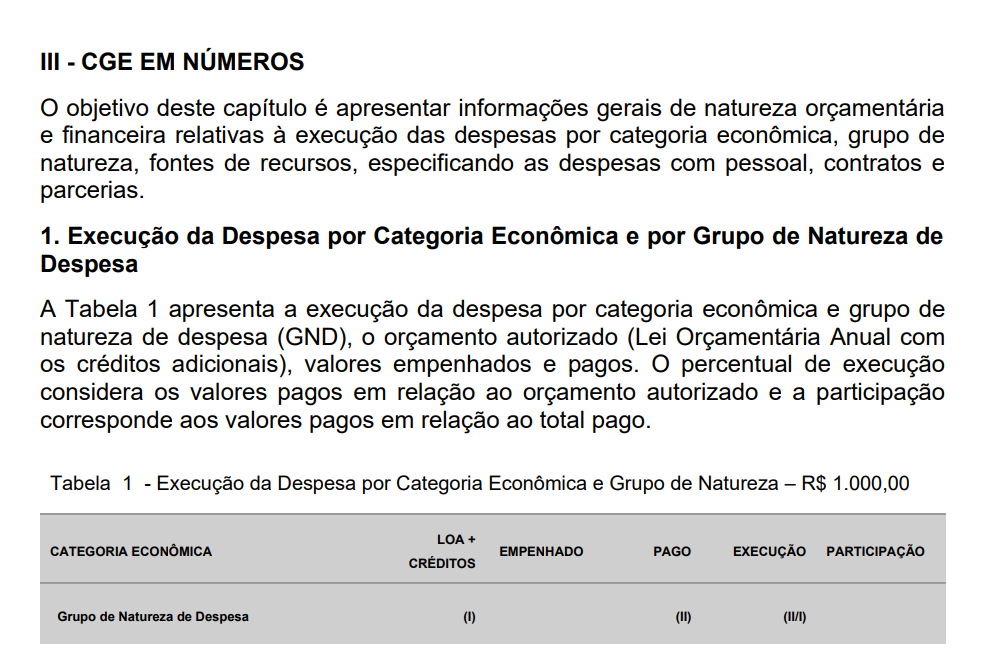 III - CGE EM NÚMEROS
O objetivo deste capítulo é apresentar informações gerais de natureza orçamentária
e financeira relativas à execução das despesas por categoria econômica, grupo de
natureza, fontes de recursos, especificando as despesas com pessoal, contratos e
parcerias.
1. Execução da Despesa por Categoria Econômica e por Grupo de Natureza de
Despesa
A Tabela 1 apresenta a execução da despesa por categoria econômica e grupo de
natureza de despesa (GND), o orçamento autorizado (Lei Orçamentária Anual com
os créditos adicionais), valores empenhados e pagos. O percentual de execução
considera os valores pagos em relação ao orçamento autorizado e a participação
corresponde aos valores pagos em relação ao total pago.
Tabela 1 - Execução da Despesa por Categoria Econômica e Grupo de Natureza – R$ 1.000,00
CATEGORIA ECONÔMICA LOA + CRÉDITOS EMPENHADO PAGO EXECUÇÃO PARTICIPAÇÃO
Grupo de Natureza de Despesa (I) (II) (II/I)